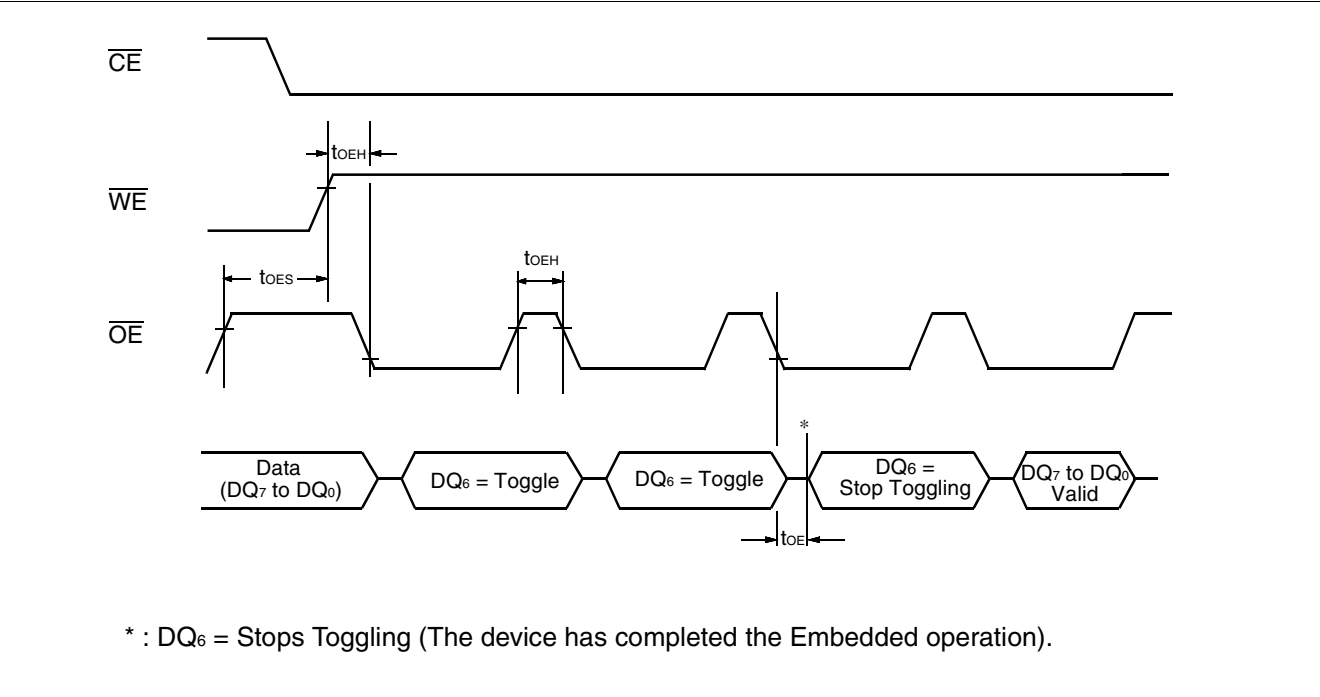 CE
tOEH
WE
tOEH
tOES
OE
*
Data
(DQ7 to DQ0)
DQ6 = Toggle
DQ6 = Toggle
DQ6 =
Stop Toggling
DQ7 to DQ0
Valid
tOE
* : DQ6 = Stops Toggling (The device has completed the Embedded operation).